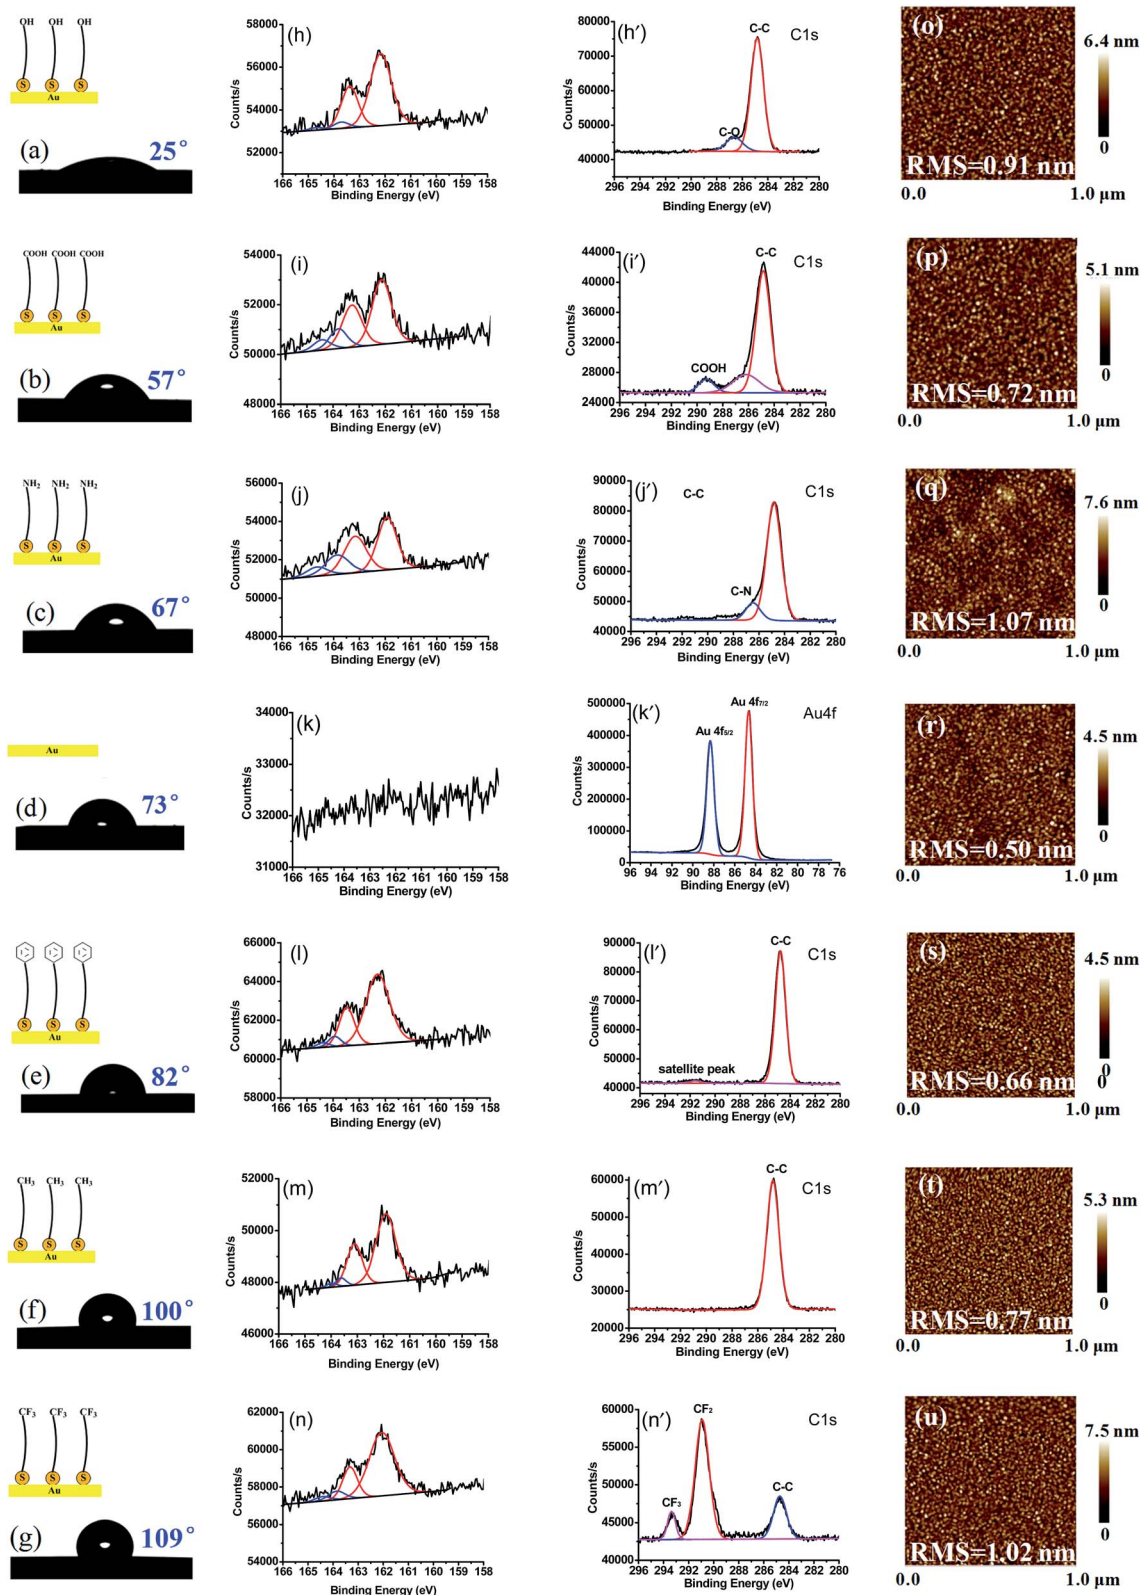 OH OH OH
S S S
Au
(a) 25°
(h)
58000
56000
54000
52000
Counts/s
166 165 164 163 162 161 160 159 158
Binding Energy (eV)
(h′) C-C C1s
C-O
80000
70000
60000
50000
40000
Counts/s
296 294 292 290 288 286 284 282 280
Binding Energy (eV)
(o)
RMS=0.91 nm
0.0 1.0 μm
6.4 nm
0
COOH COOH COOH
S S S
Au
(b) 57°
(i)
54000
52000
50000
48000
Counts/s
166 165 164 163 162 161 160 159 158
Binding Energy (eV)
(i′) C-C C1s
COOH
44000
40000
36000
32000
28000
24000
Counts/s
296 294 292 290 288 286 284 282 280
Binding Energy (eV)
(p)
RMS=0.72 nm
0.0 1.0 μm
5.1 nm
0
NH2 NH2 NH2
S S S
Au
(c) 67°
(j)
56000
54000
52000
50000
48000
Counts/s
166 165 164 163 162 161 160 159 158
Binding Energy (eV)
(j′) C-C C1s
C-N
90000
80000
70000
60000
50000
40000
Counts/s
296 294 292 290 288 286 284 282 280
Binding Energy (eV)
(q)
RMS=1.07 nm
0.0 1.0 μm
7.6 nm
0
Au
(d) 73°
(k)
34000
33000
32000
31000
Counts/s
166 165 164 163 162 161 160 159 158
Binding Energy (eV)
(k′) Au 4f7/2 Au4f
Au 4f5/2
500000
400000
300000
200000
100000
0
Counts/s
96 94 92 90 88 86 84 82 80 78 76
Binding Energy (eV)
(r)
RMS=0.50 nm
0.0 1.0 μm
4.5 nm
0
S S S
Au
(e) 82°
(l)
66000
64000
62000
60000
58000
Counts/s
166 165 164 163 162 161 160 159 158
Binding Energy (eV)
(l′) C-C C1s
satellite peak
90000
80000
70000
60000
50000
40000
Counts/s
296 294 292 290 288 286 284 282 280
Binding Energy (eV)
(s)
RMS=0.66 nm
0.0 1.0 μm
4.5 nm
0
0
CH3 CH3 CH3
S S S
Au
(f) 100°
(m)
52000
50000
48000
46000
Counts/s
166 165 164 163 162 161 160 159 158
Binding Energy (eV)
(m′) C-C C1s
60000
50000
40000
30000
20000
Counts/s
296 294 292 290 288 286 284 282 280
Binding Energy (eV)
(t)
RMS=0.77 nm
0.0 1.0 μm
5.3 nm
0
CF3 CF3 CF3
S S S
Au
(g) 109°
(n)
62000
60000
58000
56000
54000
Counts/s
166 165 164 163 162 161 160 159 158
Binding Energy (eV)
(n′) CF2 C1s
CF3 C-C
60000
55000
50000
45000
40000
Counts/s
296 294 292 290 288 286 284 282 280
Binding Energy (eV)
(u)
RMS=1.02 nm
0.0 1.0 μm
7.5 nm
0